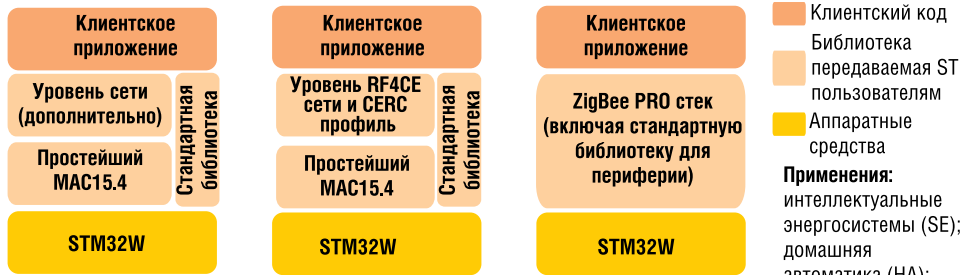 Клиентское
приложение
Уровень сети
(дополнительно)
Простейший
MAC15.4
Стандартная
библиотека
STM32W
Клиентское
приложение
Уровень RF4CE
сети и CERC
профиль
Простейший
MAC15.4
Стандартная
библиотека
STM32W
Клиентское
приложение
ZigBee PRO стек
(включая стандартную
библиотеку для
периферии)
STM32W
Клиентский код
Библиотека
передаваемая ST
пользователям
Аппаратные
средства
Применения:
интеллектуальные
энергосистемы (SE);
домашняя
автоматика (HA);